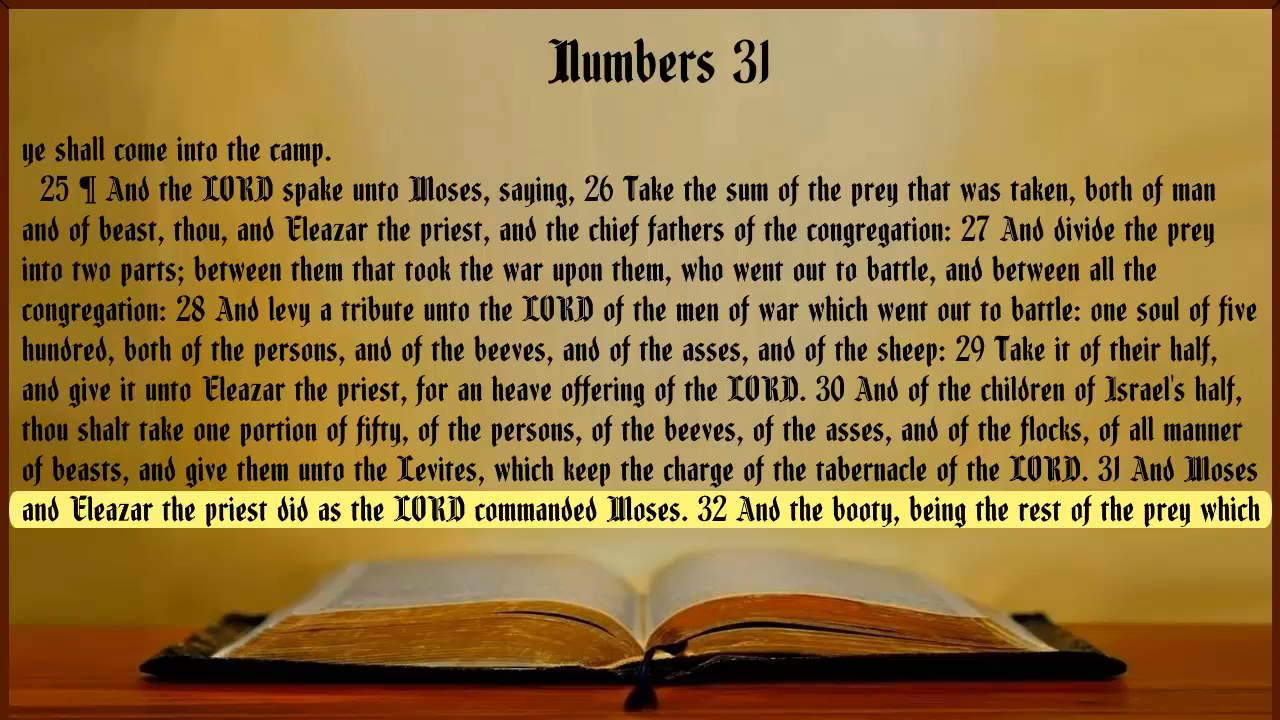 Numbers 31
ye shall come into the camp.
25 ¶ And the LORD spake unto Moses, saying, 26 Take the sum of the prey that was taken, both of man
and of beast, thou, and Eleazar the priest, and the chief fathers of the congregation: 27 And divide the prey
into two parts; between them that took the war upon them, who went out to battle, and between all the
congregation: 28 And levy a tribute unto the LORD of the men of war which went out to battle: one soul of five
hundred, both of the persons, and of the beeves, and of the asses, and of the sheep: 29 Take it of their half,
and give it unto Eleazar the priest, for an heave offering of the LORD. 30 And of the children of Israel's half,
thou shalt take one portion of fifty, of the persons, of the beeves, of the asses, and of the flocks, of all manner
of beasts, and give them unto the Levites, which keep the charge of the tabernacle of the LORD. 31 And Moses
and Eleazar the priest did as the LORD commanded Moses. 32 And the booty, being the rest of the prey which